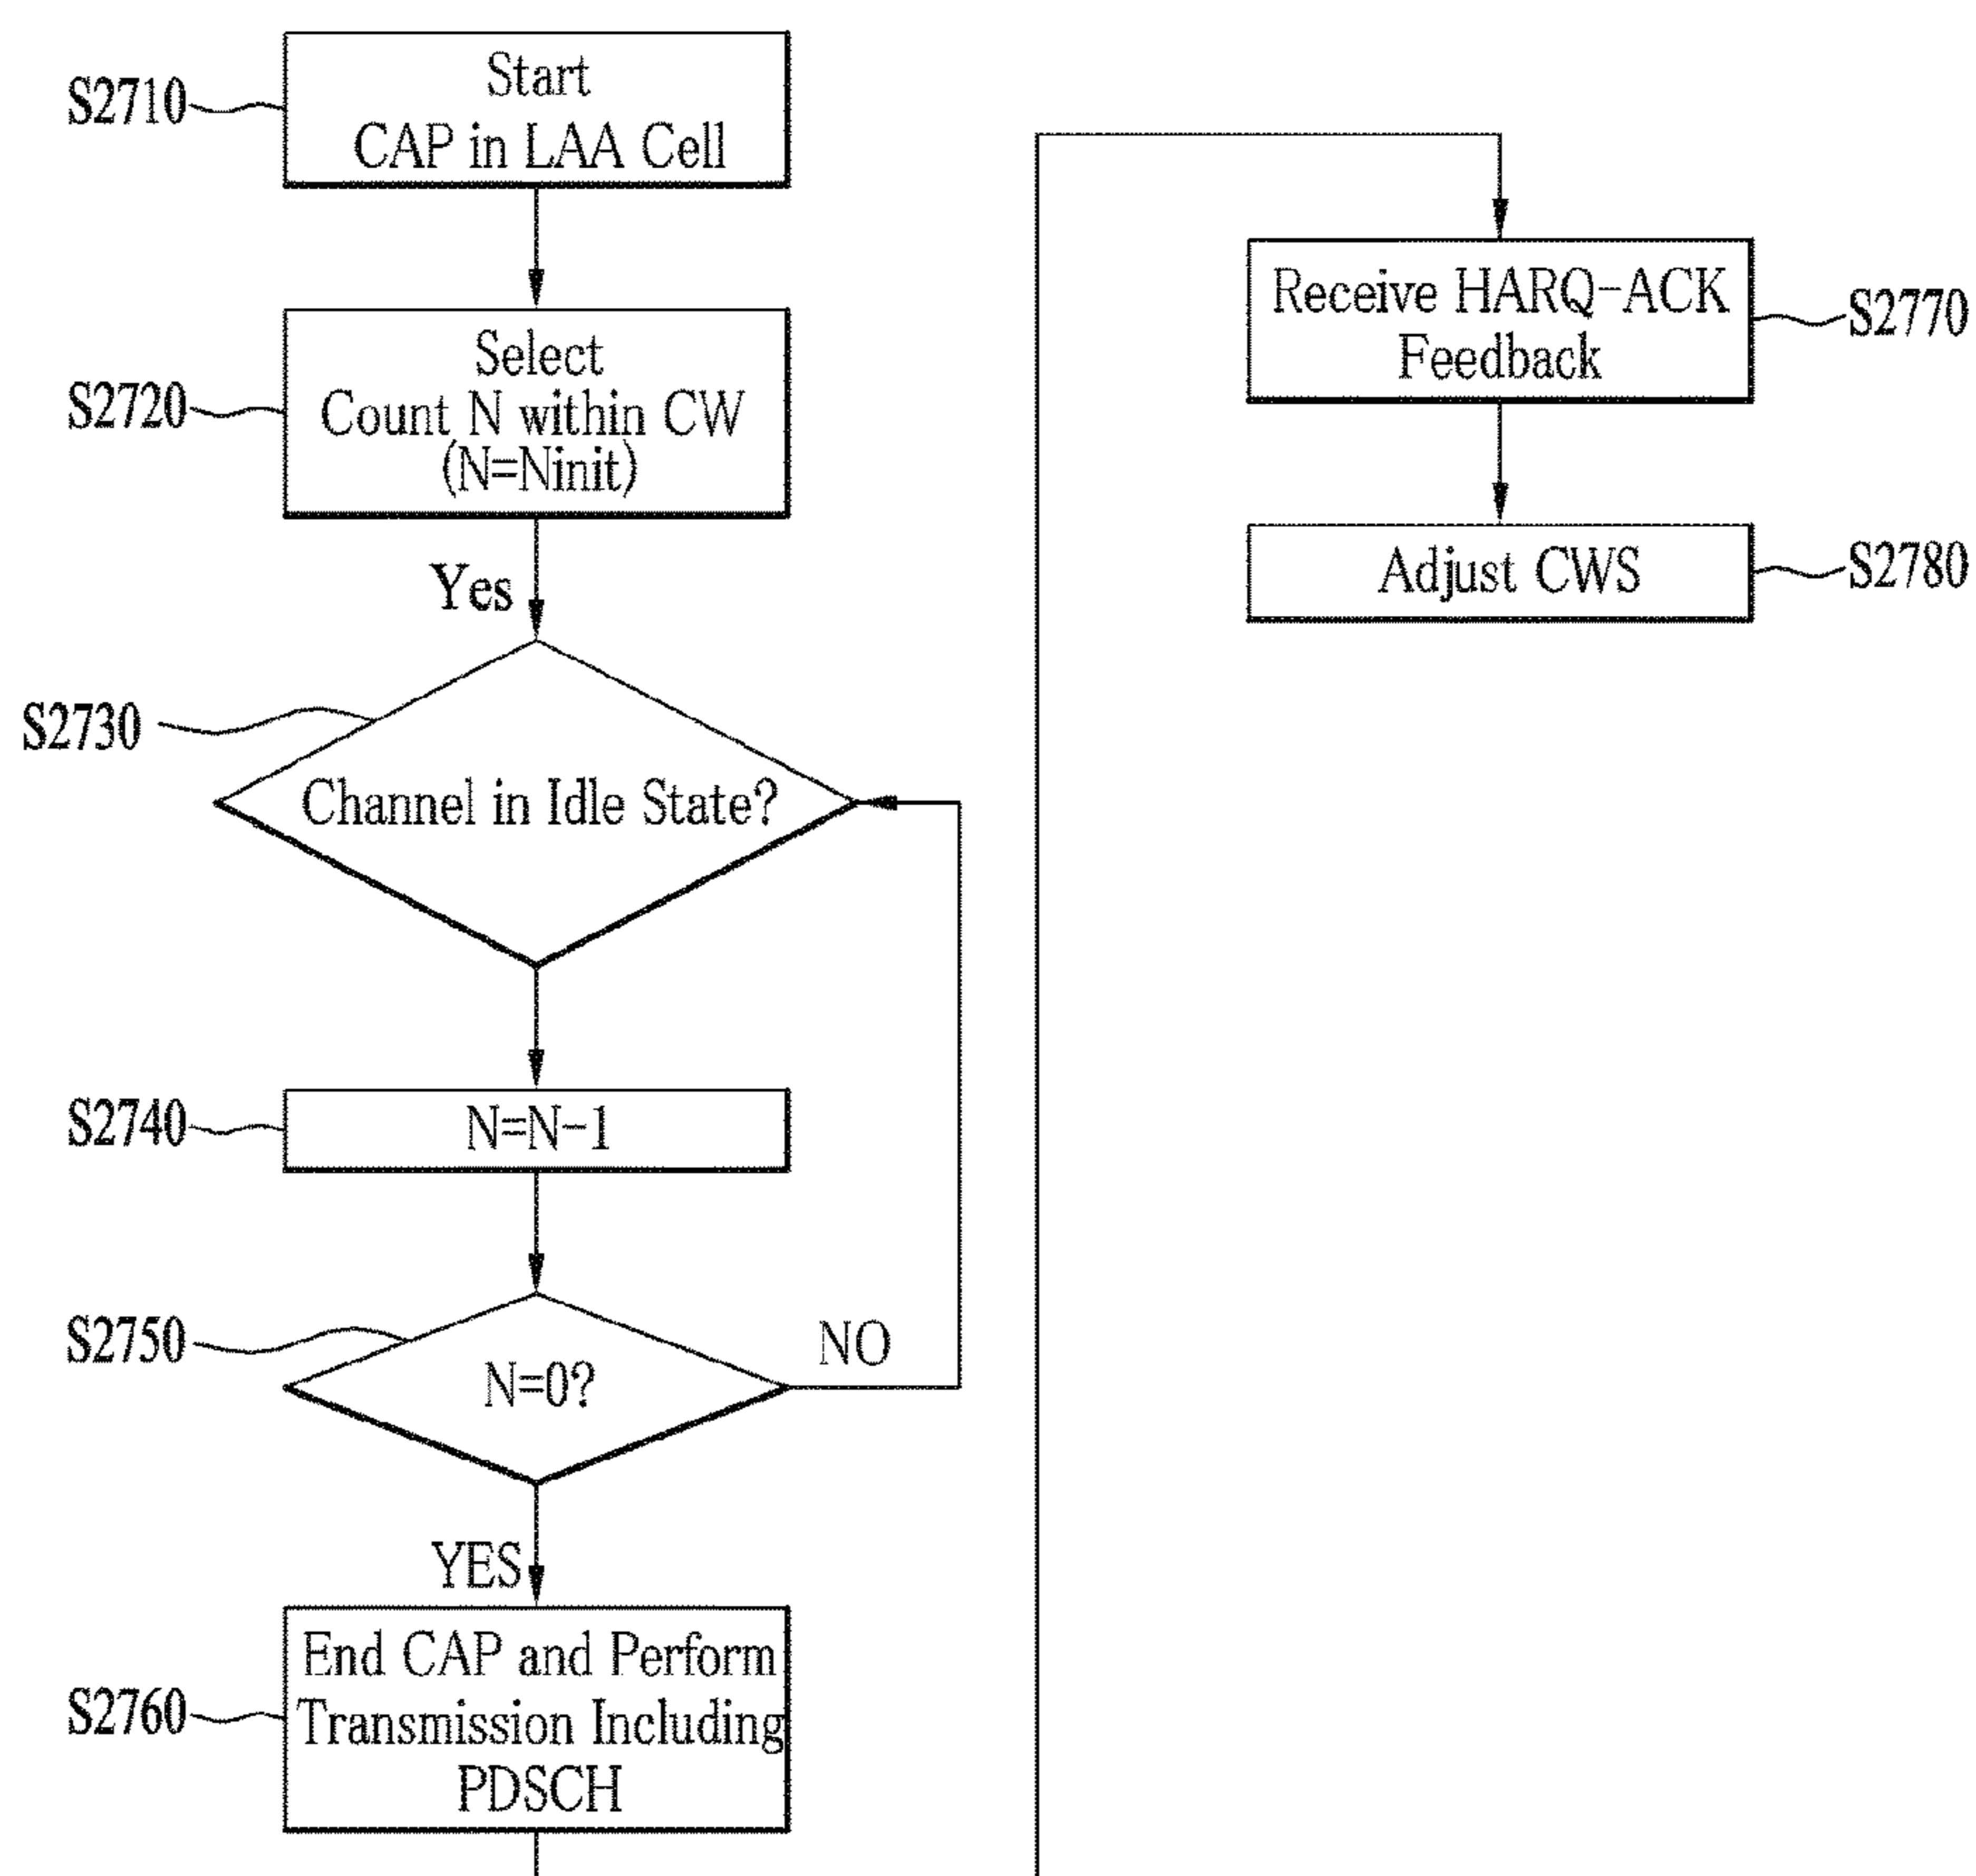 S2710
Start
CAP in LAA Cell
S2720
Select
Count N within CW
(N=Ninit)
Yes
S2730
Channel in Idle State?
S2740
N=N-1
S2750
N=0?
NO
YES
S2760
End CAP and Perform
Transmission Including
PDSCH
Receive HARQ-ACK
Feedback
S2770
Adjust CWS
S2780